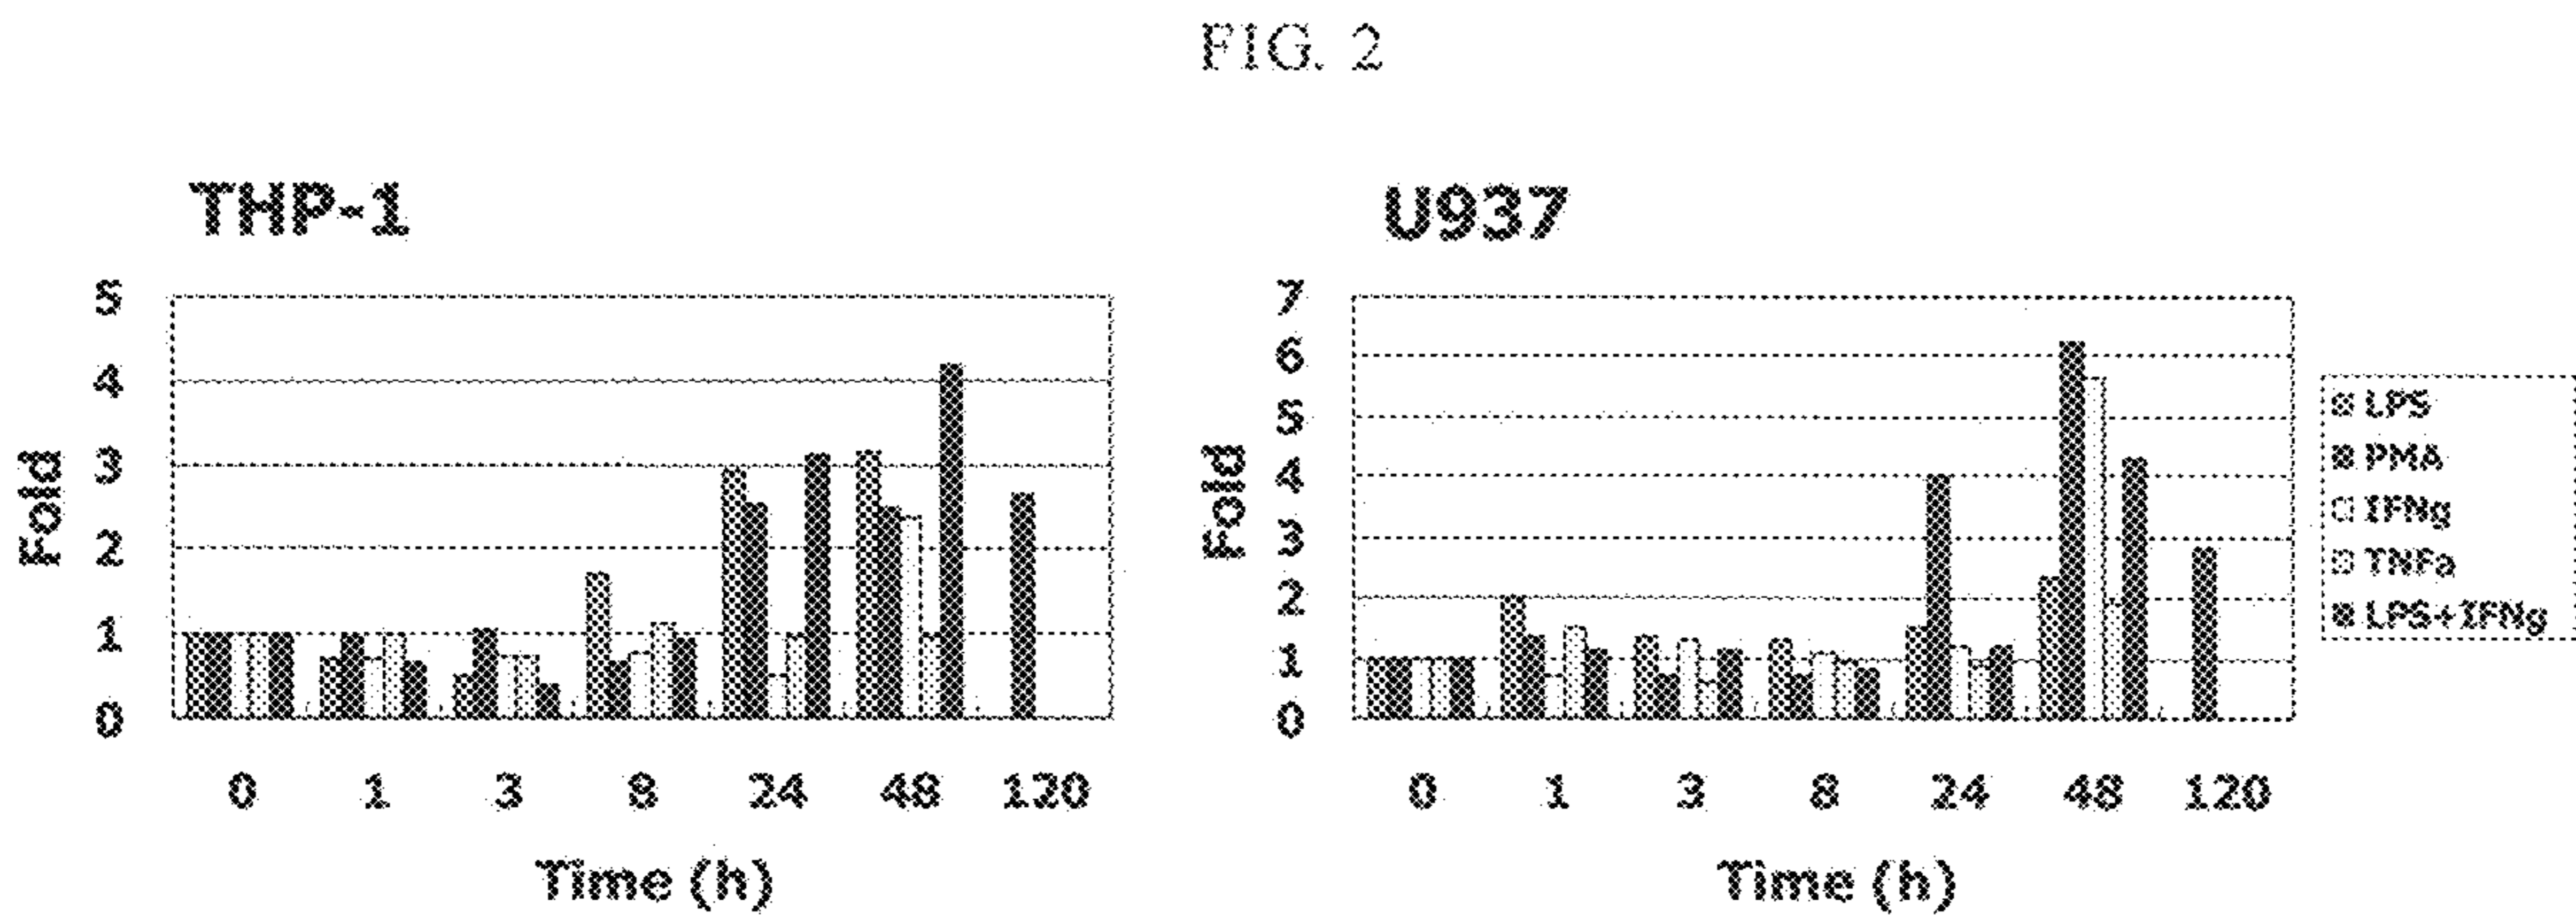 FIG. 2
THP-1
Fold
5
4
3
2
1
0
0 1 3 8 24 48 120
Time (h)
U937
Fold
7
6
5
4
3
2
1
0
0 1 3 8 24 48 120
Time (h)
LPS
PMA
IFNg
TNFa
LPS+IFNg